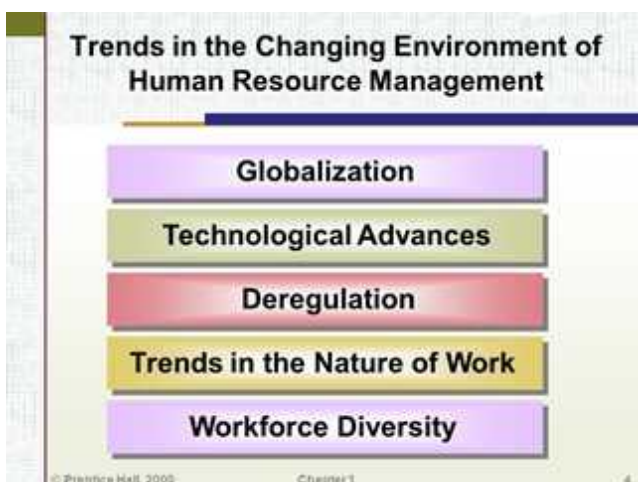 Trends in the Changing Environment of
Human Resource Management
Globalization
Technological Advances
Deregulation
Trends in the Nature of Work
Workforce Diversity
© Prentice Hall, 2000 Chapter 1 4